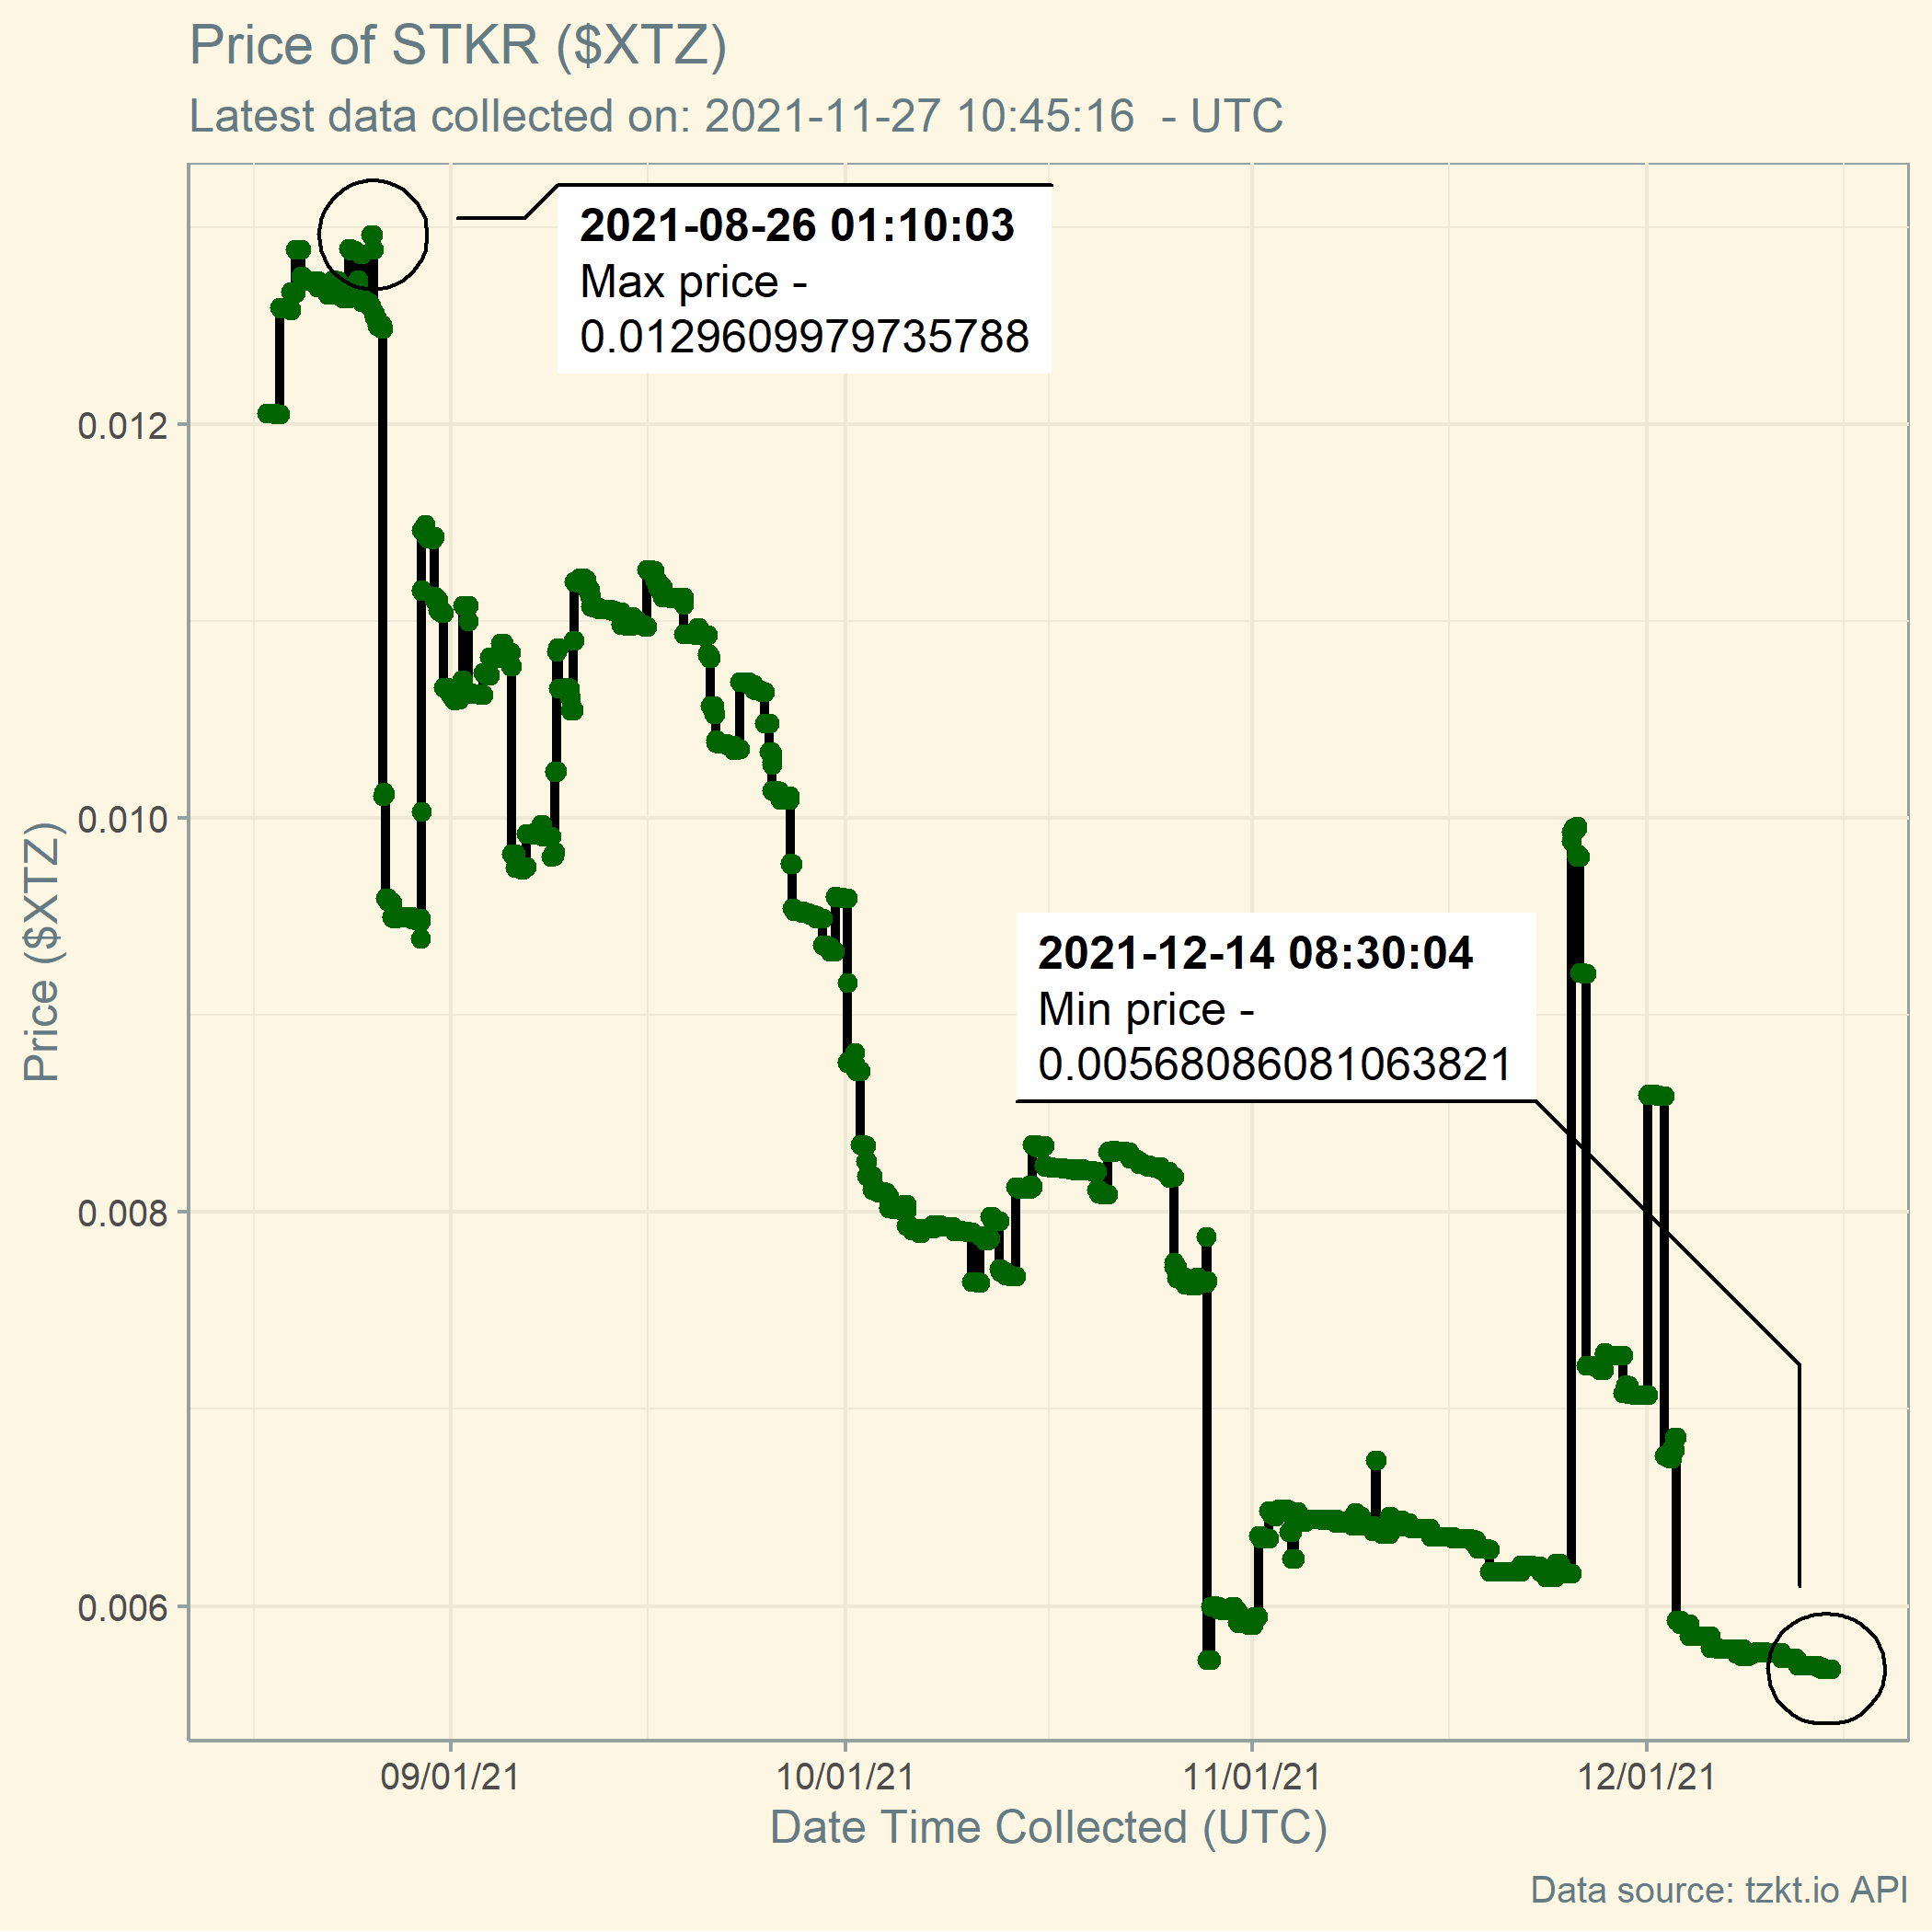 Price of STKR ($XTZ)
Latest data collected on: 2021-11-27 10:45:16  - UTC
2021-08-26 01:10:03
Max price -
0.0129609979735788
0.012
0.010
2021-12-14 08:30:04
Min price -
0.00568086081063821
0.008
0.006
Price ($XTZ)
09/01/21
10/01/21
11/01/21
12/01/21
Date Time Collected (UTC)
Data source: tzkt.io API